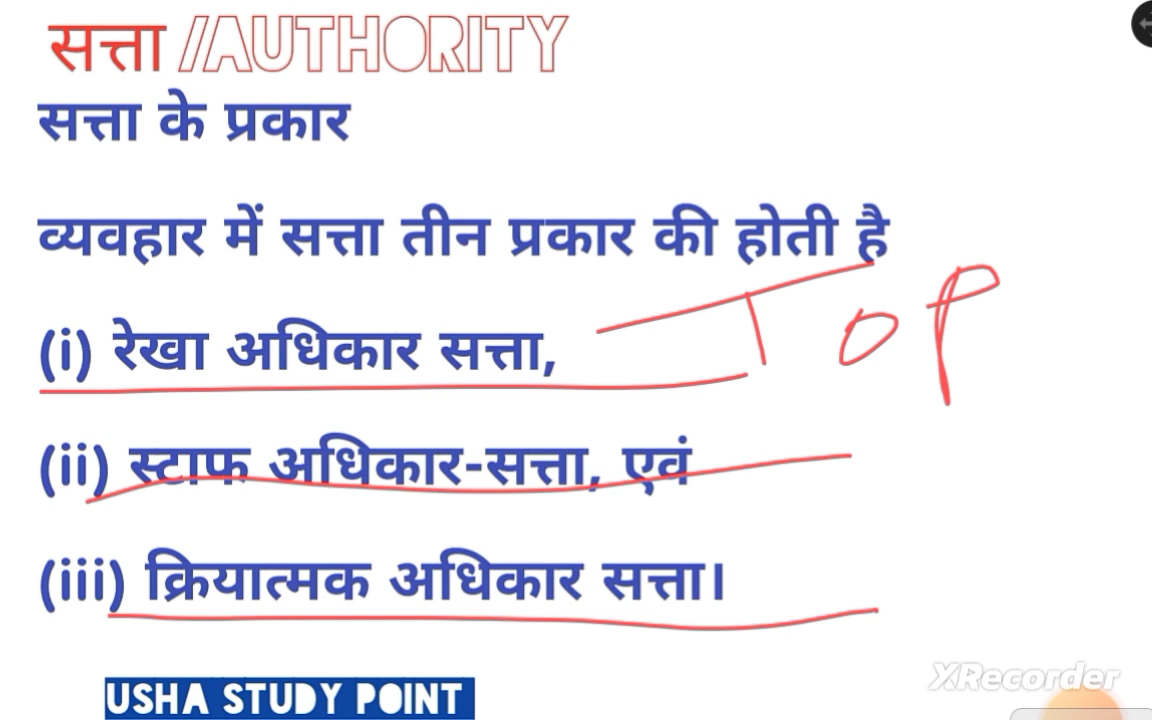 सत्ता //AUTHORITY
सत्ता के प्रकार
व्यवहार में सत्ता तीन प्रकार की होती है
(i) रेखा अधिकार सत्ता,
TOP
(ii) स्टाफ अधिकार-सत्ता, एवं
(iii) क्रियात्मक अधिकार सत्ता।
XRecorder
USHA STUDY POINT